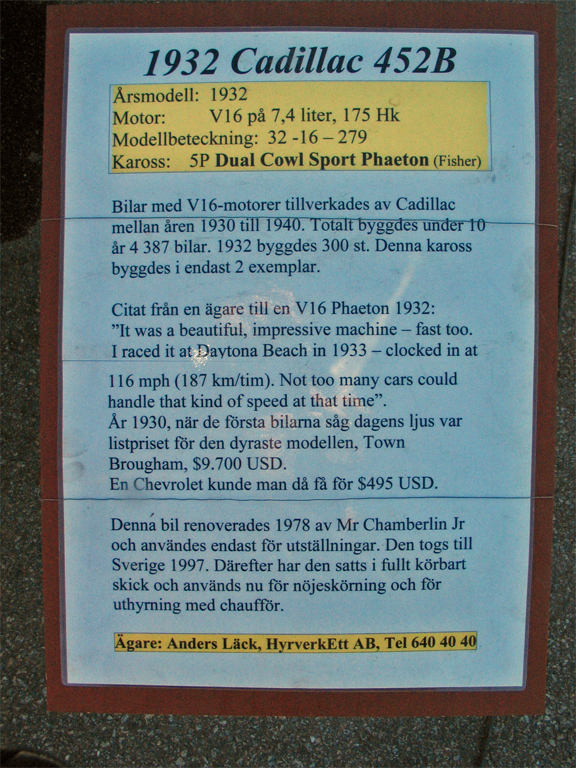 1932 Cadillac 452B
Årsmodell: 1932
Motor: V16 på 7,4 liter, 175 Hk
Modellbeteckning: 32 -16 – 279
Kaross: 5P Dual Cowl Sport Phaeton (Fisher)
Bilar med V16-motorer tillverkades av Cadillac
mellan åren 1930 till 1940. Totalt byggdes under 10
år 4 387 bilar. 1932 byggdes 300 st. Denna kaross
byggdes i endast 2 exemplar.
Citat från en ägare till en V16 Phaeton 1932:
”It was a beautiful, impressive machine – fast too.
I raced it at Daytona Beach in 1933 – clocked in at
116 mph (187 km/tim). Not too many cars could
handle that kind of speed at that time”.
År 1930, när de första bilarna såg dagens ljus var
listpriset för den dyraste modellen, Town
Brougham, $9.700 USD.
En Chevrolet kunde man då få för $495 USD.
Denna bil renoverades 1978 av Mr Chamberlin Jr
och användes endast för utställningar. Den togs till
Sverige 1997. Därefter har den satts i fullt körbart
skick och används nu för nöjeskörning och för
uthyrning med chaufför.
Ägare: Anders Läck, HyrverkEtt AB, Tel 640 40 40